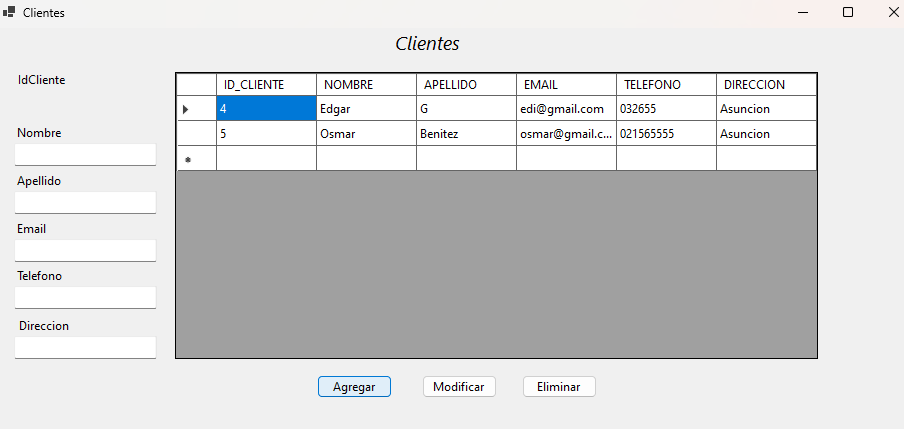 Clientes
Clientes
IdCliente
Nombre
Apellido
Email
Telefono
Direccion
ID_CLIENTE NOMBRE APELLIDO EMAIL TELEFONO DIRECCION
4 Edgar G edi@gmail.com 032655 Asuncion
5 Osmar Benitez osmar@gmail.c... 021565555 Asuncion
Agregar Modificar Eliminar